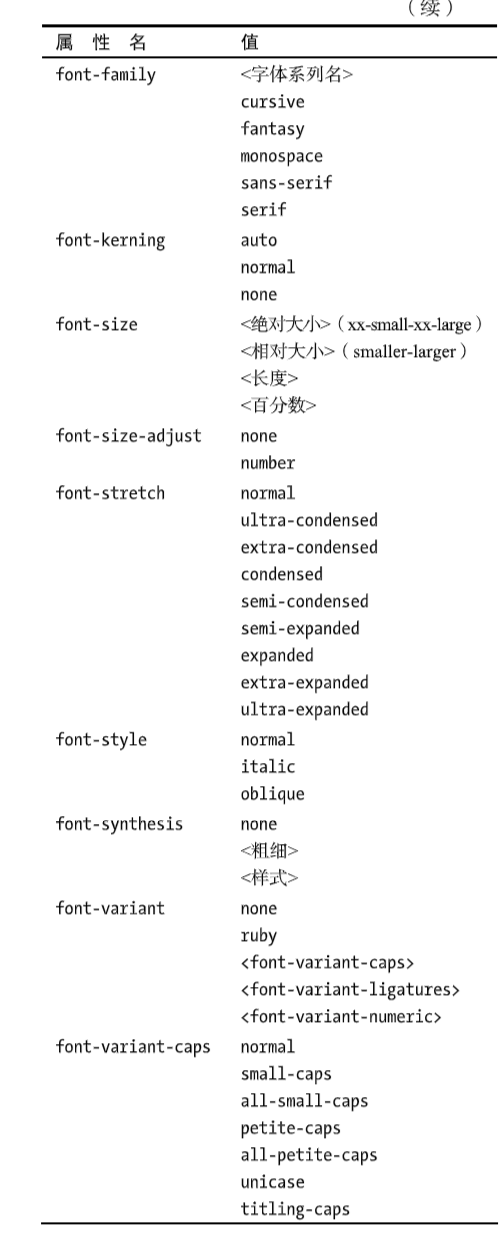 （续）
属 性 名 值
font-family <字体系列名>
cursive
fantasy
monospace
sans-serif
serif
font-kerning auto
normal
none
font-size <绝对大小>（xx-small-xx-large）
<相对大小>（smaller-larger）
<长度>
<百分数>
font-size-adjust none
number
font-stretch normal
ultra-condensed
extra-condensed
condensed
semi-condensed
semi-expanded
expanded
extra-expanded
ultra-expanded
font-style normal
italic
oblique
font-synthesis none
<粗细>
<样式>
font-variant none
ruby
<font-variant-caps>
<font-variant-ligatures>
<font-variant-numeric>
font-variant-caps normal
small-caps
all-small-caps
petite-caps
all-petite-caps
unicase
titling-caps